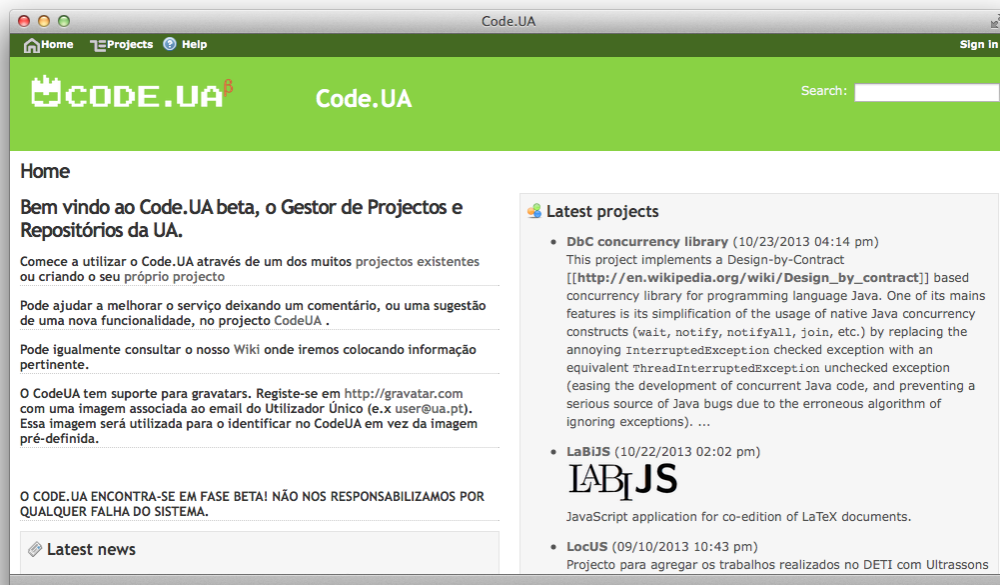 Code.UA
Home Projects Help Sign in
CODE.UAβ
Code.UA
Search:
Home
Bem vindo ao Code.UA beta, o Gestor de Projectos e
Repositórios da UA.
Comece a utilizar o Code.UA através de um dos muitos projectos existentes
ou criando o seu próprio projecto
Pode ajudar a melhorar o serviço deixando um comentário, ou uma sugestão
de uma nova funcionalidade, no projecto CodeUA .
Pode igualmente consultar o nosso Wiki onde iremos colocando informação
pertinente.
O CodeUA tem suporte para gravatars. Registe-se em http://gravatar.com
com uma imagem associada ao email do Utilizador Único (e.x user@ua.pt).
Essa imagem será utilizada para o identificar no CodeUA em vez da imagem
pré-definida.
O CODE.UA ENCONTRA-SE EM FASE BETA! NÃO NOS RESPONSABILIZAMOS POR
QUALQUER FALHA DO SISTEMA.
Latest news
Latest projects
• DbC concurrency library (10/23/2013 04:14 pm)
This project implements a Design-by-Contract
[[http://en.wikipedia.org/wiki/Design_by_contract]] based
concurrency library for programming language Java. One of its mains
features is its simplification of the usage of native Java concurrency
constructs (wait, notify, notifyAll, join, etc.) by replacing the
annoying InterruptedException checked exception with an
equivalent ThreadInterruptedException unchecked exception
(easing the development of concurrent Java code, and preventing a
serious source of Java bugs due to the erroneous algorithm of
ignoring exceptions). ...
• LaBiJS (10/22/2013 02:02 pm)
LABIJS
JavaScript application for co-edition of LaTeX documents.
• LocUS (09/10/2013 10:43 pm)
Projecto para agregar os trabalhos realizados no DETI com Ultrassons